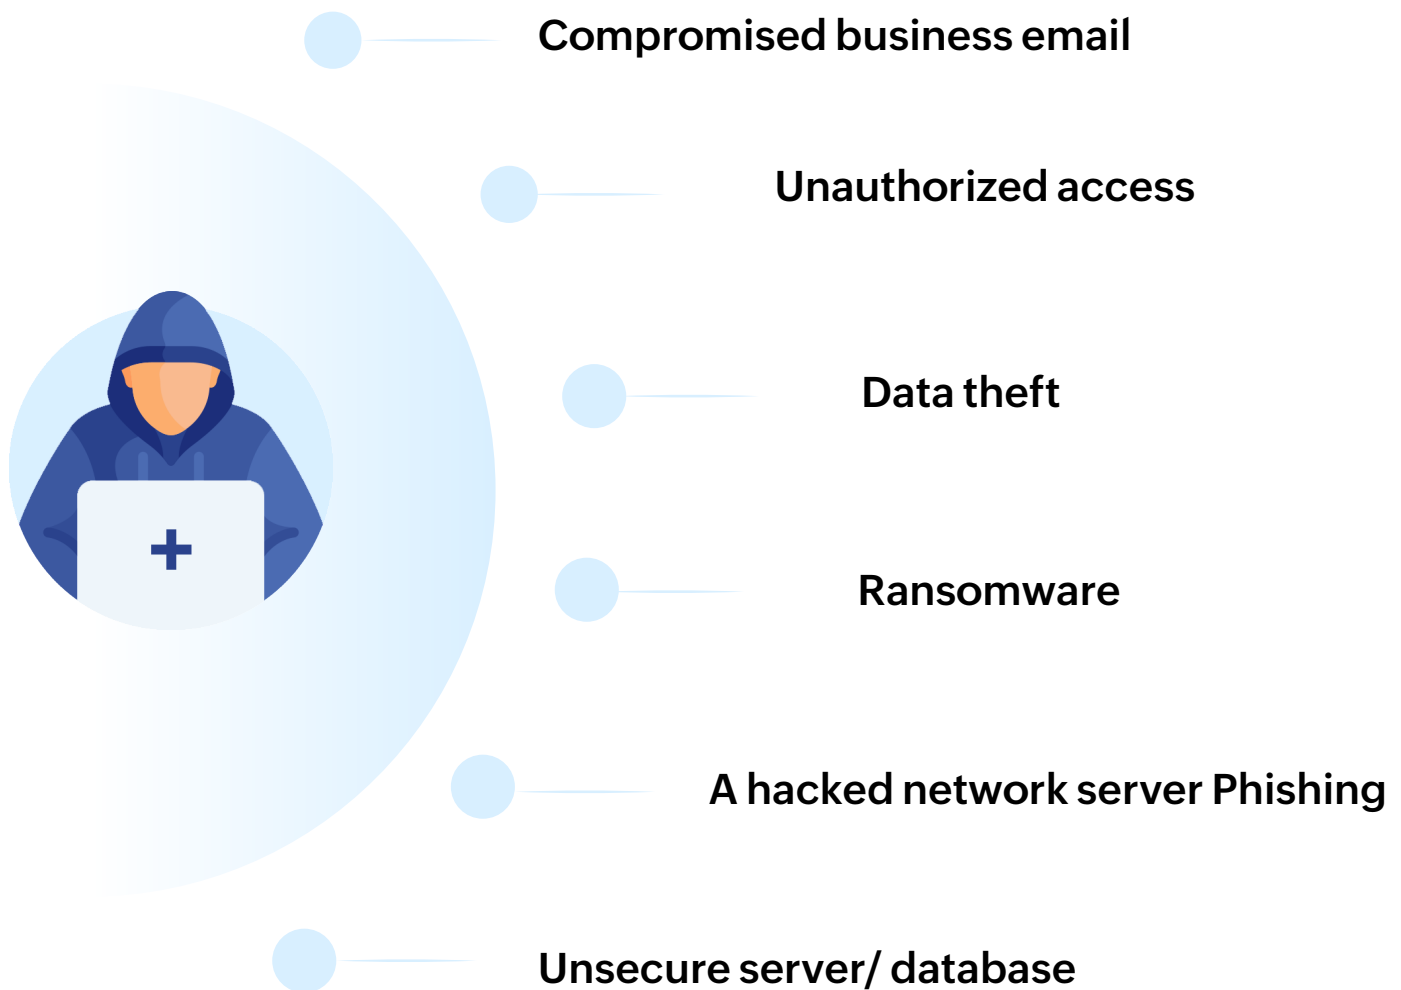 Compromised business email
Unauthorized access
Data theft
Ransomware
A hacked network server Phishing
Unsecure server/ database